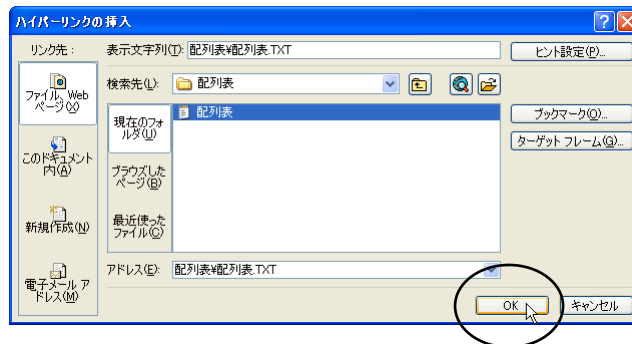 ハイパーリンクの挿入
リンク先：
表示文字列(T): 配列表¥配列表.TXT
ヒント設定(P)...
ファイル、Web
ページ(X)
検索先(L): 配列表
現在のフォ
ルダ(U)
配列表
ブックマーク(O)...
ターゲット フレーム(G)...
このドキュメント
内(A)
ブラウズした
ページ(B)
新規作成(N)
最近使った
ファイル(C)
電子メール ア
ドレス(M)
アドレス(E): 配列表¥配列表.TXT
OK
キャンセル